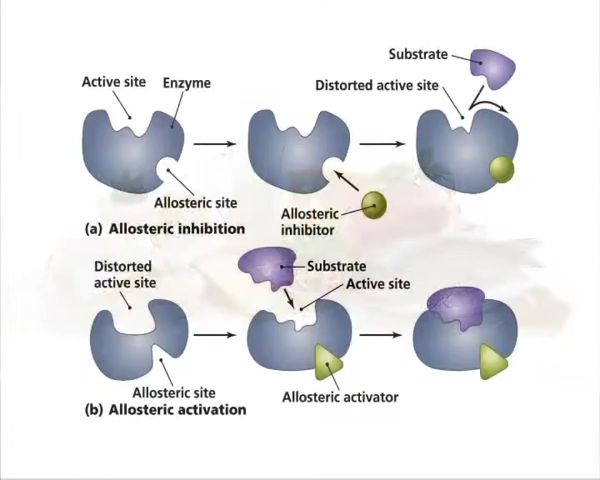 Substrate
Active site
Enzyme
Distorted active site
Allosteric site
Allosteric
inhibitor
(a) Allosteric inhibition
Distorted
active site
Substrate
Active site
Allosteric site
Allosteric activator
(b) Allosteric activation